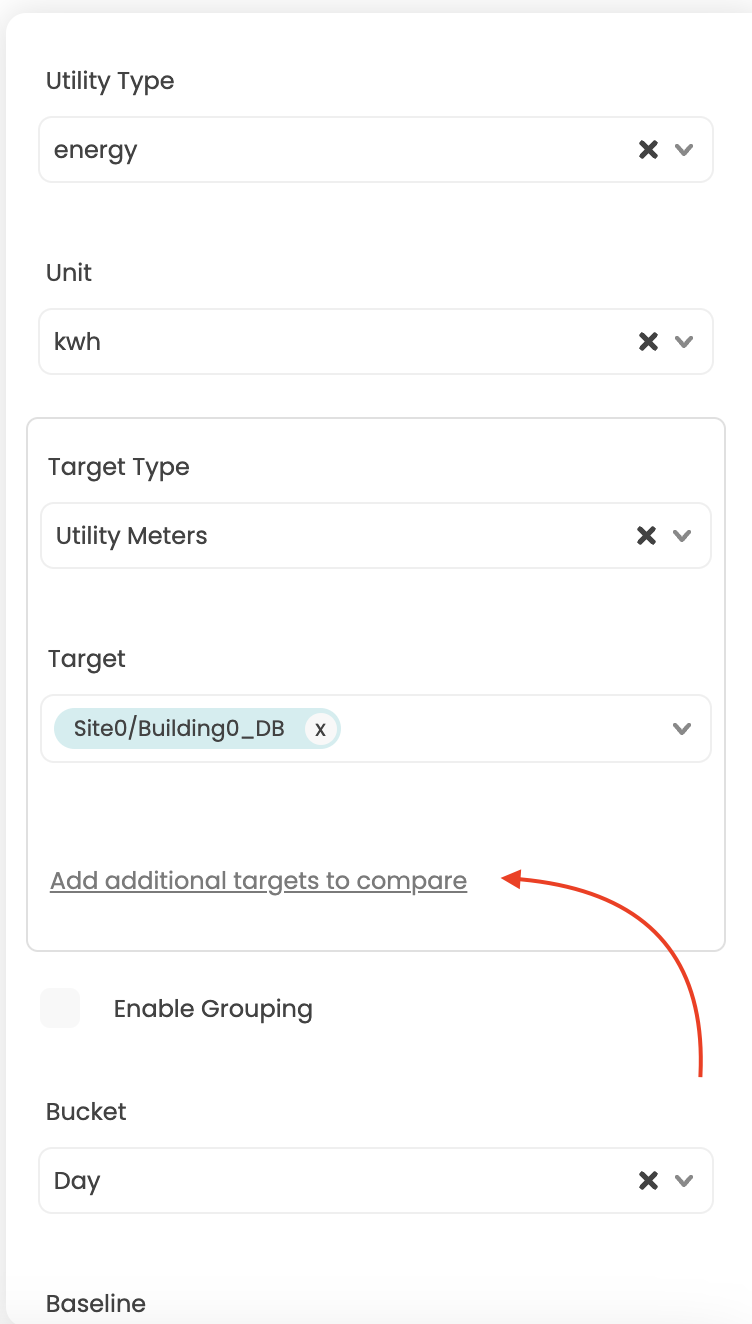 Utility Type
energy
Unit
kwh
Target Type
Utility Meters
Target
Site0/Building0_DB x
Add additional targets to compare
Enable Grouping
Bucket
Day
Baseline